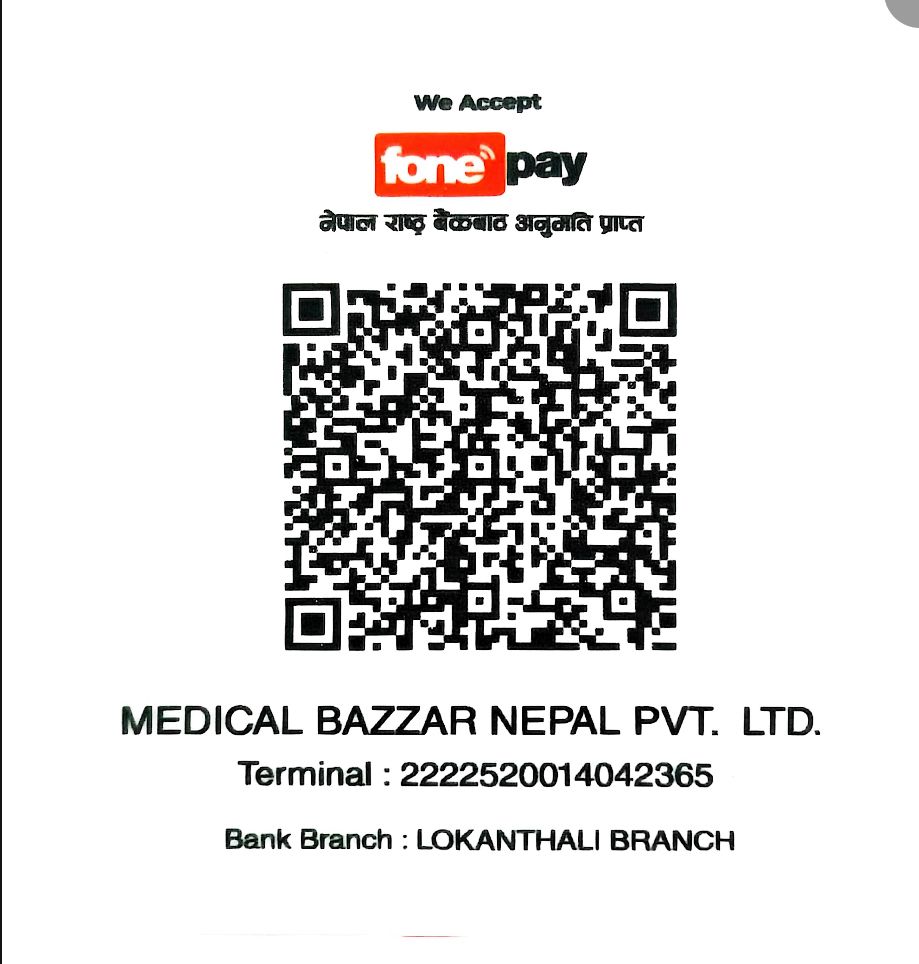 We Accept
fonepay
नेपाल राष्ट्र बैंकबाट अनुमति प्राप्त
MEDICAL BAZZAR NEPAL PVT. LTD.
Terminal : 2222520014042365
Bank Branch : LOKANTHALI BRANCH